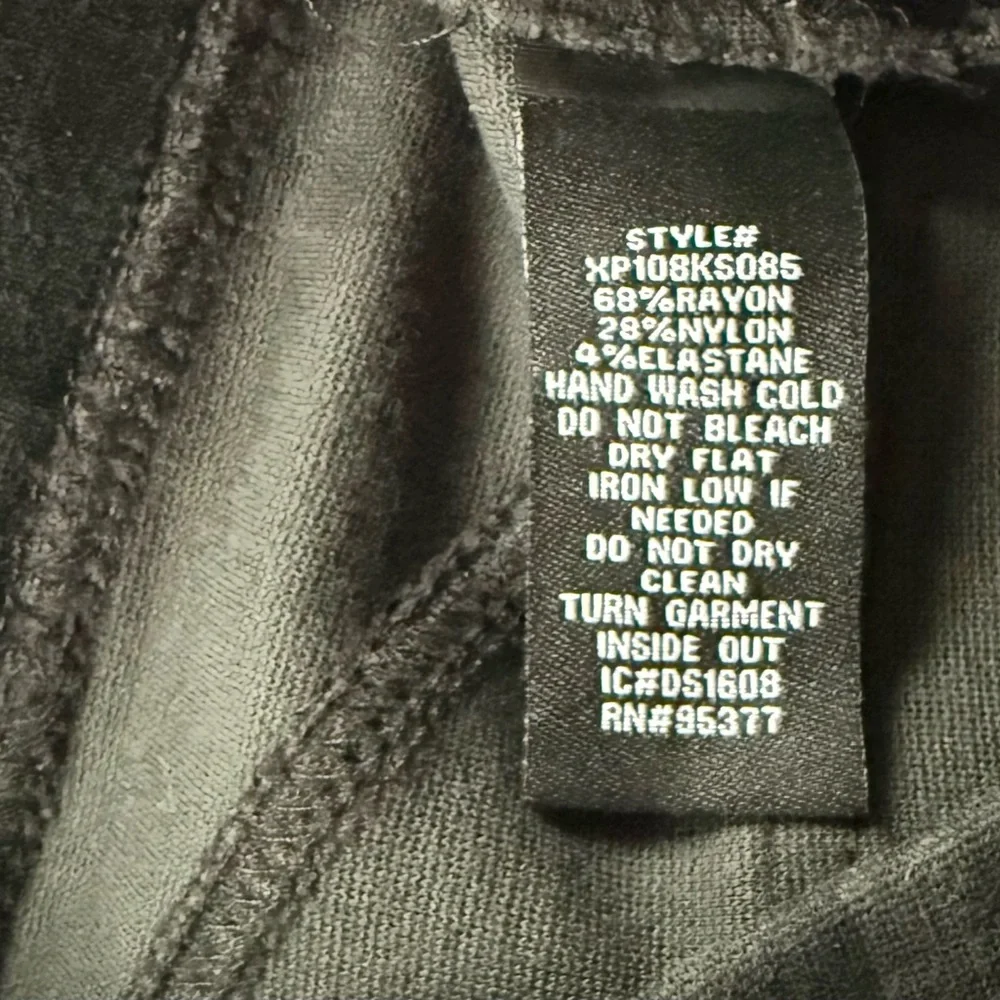 STYLE#
XP108KS085
68%RAYON
28%NYLON
4%ELASTANE
HAND WASH COLD
DO NOT BLEACH
DRY FLAT
IRON LOW IF
NEEDED
DO NOT DRY
CLEAN
TURN GARMENT
INSIDE OUT
IC#DS1608
RN#95377